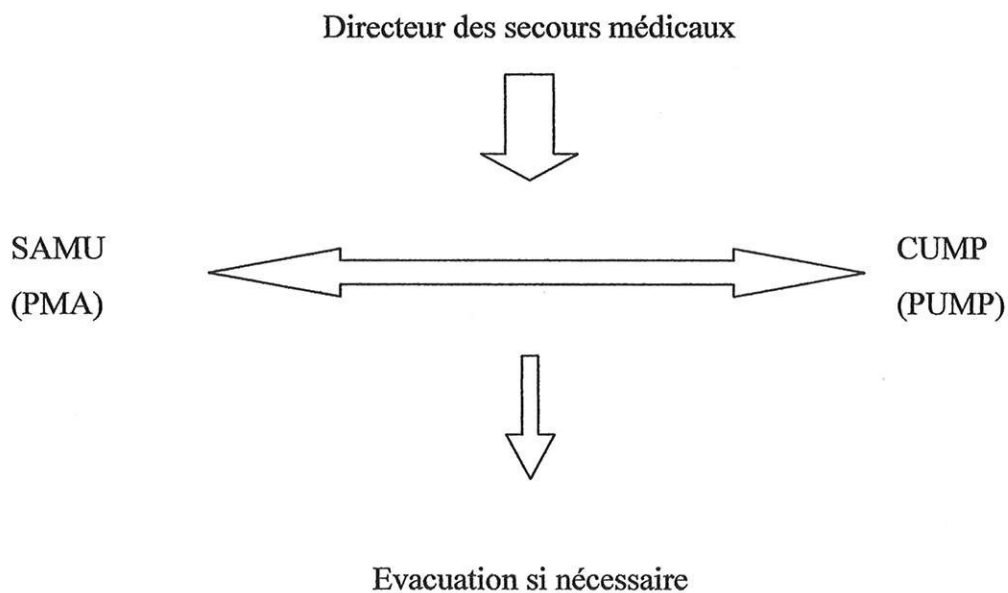 Directeur des secours médicaux
SAMU
(PMA)
CUMP
(PUMP)
Evacuation si nécessaire